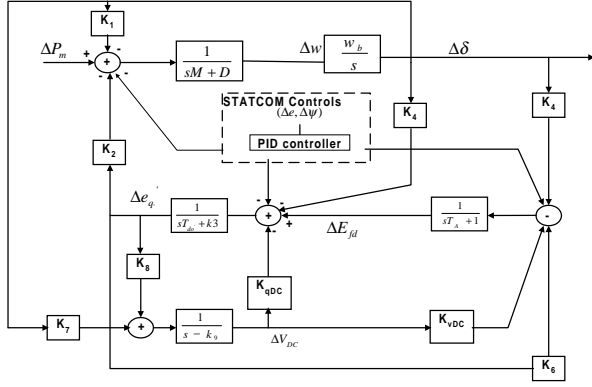 K1
ΔPm
+
-
+
-
-
1
sM + D
Δw
wb
s
Δδ
STATCOM Controls
(Δe, Δψ)
PID controller
K4
K4
K2
Δeq'
1
sTdo' + k3
-
-
+
-
+
ΔEfd
1
sTA + 1
-
K8
KqDC
K7
+
1
s - k9
ΔVDC
KvDC
K6